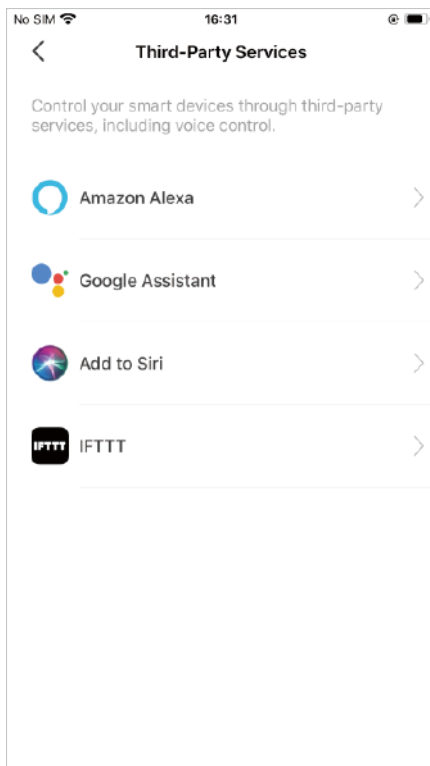 No SIM 16:31
Third-Party Services
Control your smart devices through third-party
services, including voice control.
Amazon Alexa
Google Assistant
Add to Siri
IFTTT IFTTT